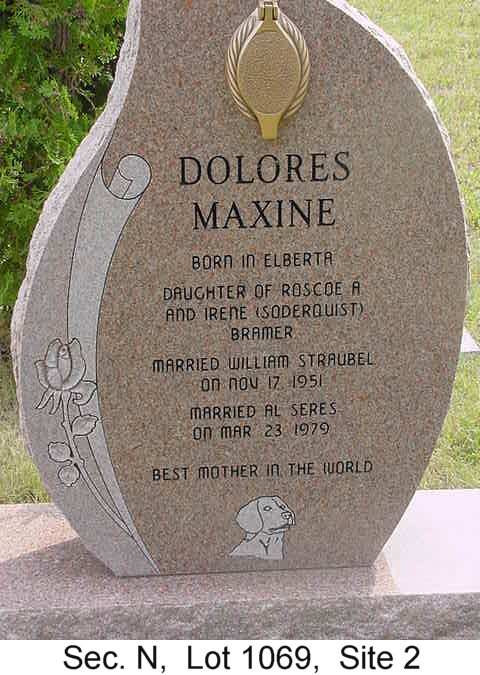 DOLORES
MAXINE
BORN IN ELBERTA
DAUGHTER OF ROSCOE A
AND IRENE (SODERQUIST)
BRAMER
MARRIED WILLIAM STRAUBEL
ON NOV 17 1951
MARRIED AL SERES
ON MAR 23 1979
BEST MOTHER IN THE WORLD
Sec. N, Lot 1069, Site 2